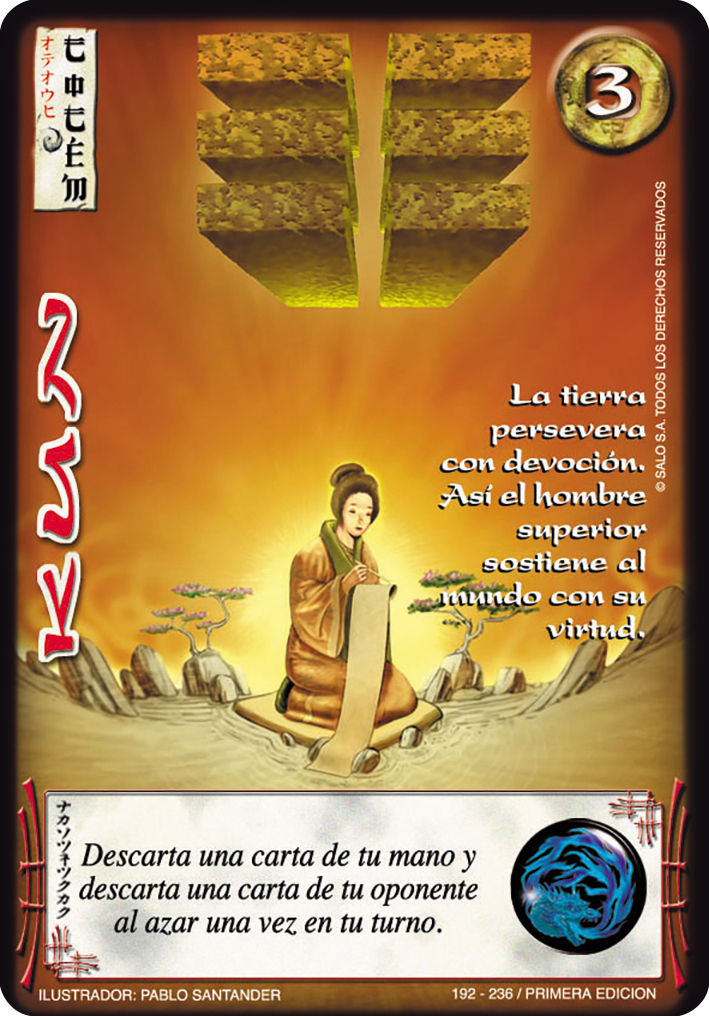 オテオウヒ
TOTÉM
3
KUN
© SALO S.A. TODOS LOS DERECHOS RESERVADOS
La tierra
persevera
con devoción.
Así el hombre
superior
sostiene al
mundo con su
virtud.
ナカソツネツクカク
Descarta una carta de tu mano y
descarta una carta de tu oponente
al azar una vez en tu turno.
ILUSTRADOR: PABLO SANTANDER
192 - 236 / PRIMERA EDICION